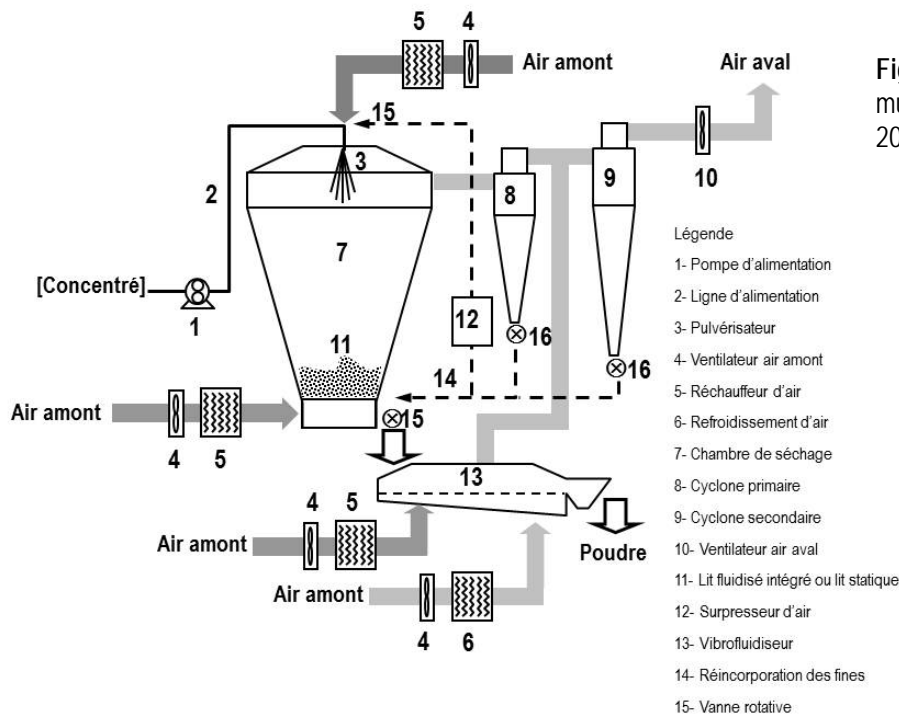 5
4
Air amont
Air aval
Fig
mu
20
15
3
2
8
9
10
7
[Concentré]
1
12
11
16
16
14
15
Air amont
4
5
13
4
5
Air amont
Poudre
Air amont
4
6
Légende
1- Pompe d'alimentation
2- Ligne d'alimentation
3- Pulvérisateur
4- Ventilateur air amont
5- Réchauffeur d'air
6- Refroidissement d'air
7- Chambre de séchage
8- Cyclone primaire
9- Cyclone secondaire
10- Ventilateur air aval
11- Lit fluidisé intégré ou lit statique
12- Surpresseur d'air
13- Vibrofluidiseur
14- Réincorporation des fines
15- Vanne rotative